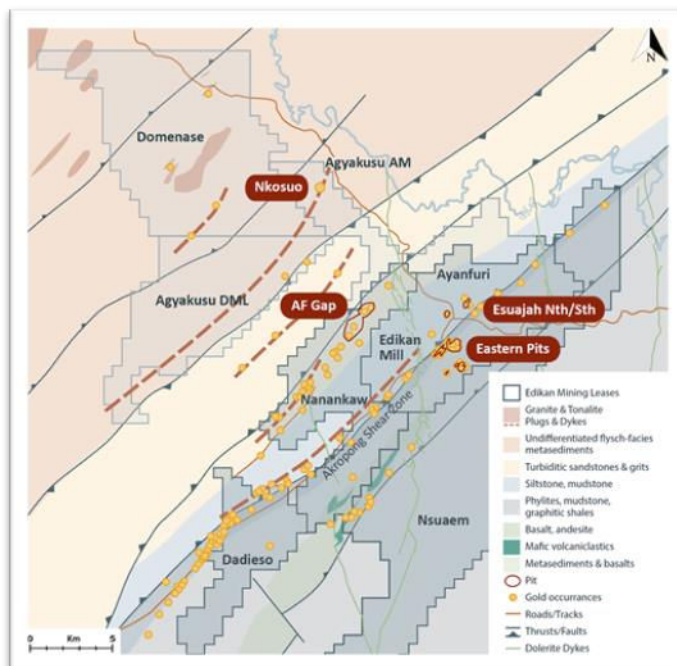 N
Domenase
Agyakusu AM
Nkosuo
Agyakusu DML
AF Gap
Ayanfuri
Esuajah Nth/Sth
Edikan
Mill
Eastern Pits
Nanankaw
Akropong Shear Zone
Nsuaem
Dadieso
Km
0
5
Edikan Mining Leases
Granite & Tonalite
Plugs & Dykes
Undifferentiated flysch-facies
metasediments
Turbiditic sandstones & grits
Siltstone, mudstone
Phylites, mudstone,
graphitic shales
Basalt, andesite
Mafic volcaniclastics
Metasediments & basalts
Pit
Gold occurrances
Roads/Tracks
Thrusts/Faults
Dolerite Dykes